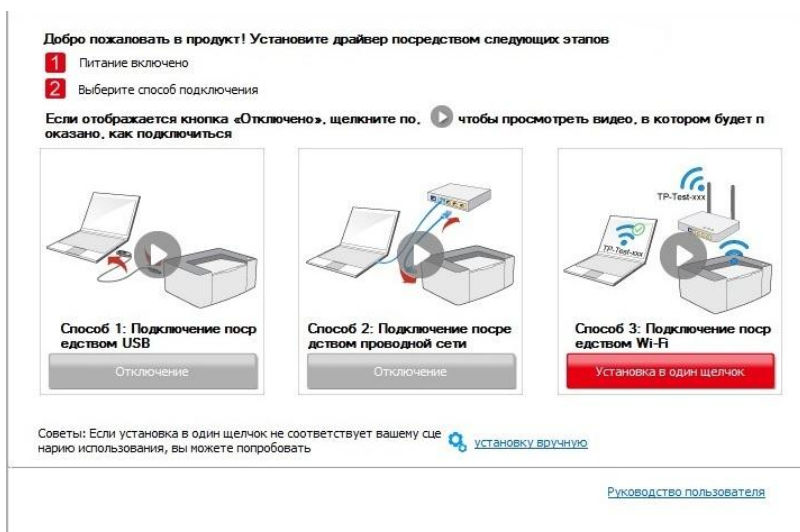 Добро пожаловать в продукт! Установите драйвер посредством следующих этапов
1 Питание включено
2 Выберите способ подключения
Если отображается кнопка «Отключено», щелкните по, чтобы просмотреть видео, в котором будет п
оказано, как подключиться
TP-Test-xxx
TP-Test-xxx
Способ 1: Подключение поср
едством USB
Отключение
Способ 2: Подключение посре
дством проводной сети
Отключение
Способ 3: Подключение поср
едством Wi-Fi
Установка в один щелчок
Советы: Если установка в один щелчок не соответствует вашему сце
нарию использования, вы можете попробовать
установку вручную
Руководство пользователя